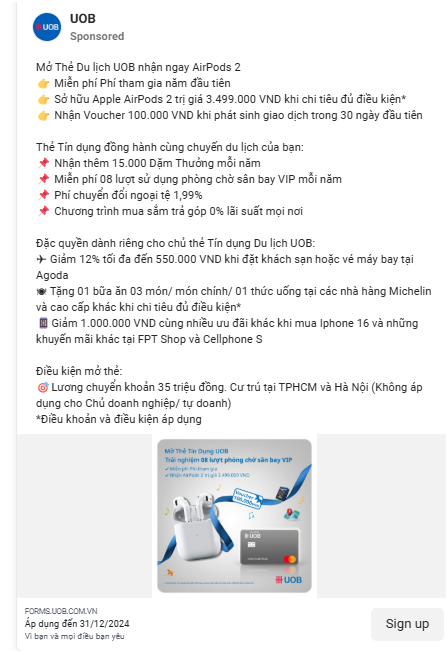 UOB
UOB
Sponsored
Mở Thẻ Du lịch UOB nhận ngay AirPods 2
👉 Miễn phí Phí tham gia năm đầu tiên
👉 Sở hữu Apple AirPods 2 trị giá 3.499.000 VND khi chi tiêu đủ điều kiện*
👉 Nhận Voucher 100.000 VND khi phát sinh giao dịch trong 30 ngày đầu tiên
Thẻ Tín dụng đồng hành cùng chuyến du lịch của bạn:
📌 Nhận thêm 15.000 Dặm Thưởng mỗi năm
📌 Miễn phí 08 lượt sử dụng phòng chờ sân bay VIP mỗi năm
📌 Phí chuyển đổi ngoại tệ 1,99%
📌 Chương trình mua sắm trả góp 0% lãi suất mọi nơi
Đặc quyền dành riêng cho chủ thẻ Tín dụng Du lịch UOB:
✈ Giảm 12% tối đa đến 550.000 VND khi đặt khách sạn hoặc vé máy bay tại
Agoda
🍽 Tặng 01 bữa ăn 03 món/ món chính/ 01 thức uống tại các nhà hàng Michelin
và cao cấp khác khi chi tiêu đủ điều kiện*
📱 Giảm 1.000.000 VND cùng nhiều ưu đãi khác khi mua Iphone 16 và những
khuyến mãi khác tại FPT Shop và Cellphone S
Điều kiện mở thẻ:
🎯 Lương chuyển khoản 35 triệu đồng. Cư trú tại TPHCM và Hà Nội (Không áp
dụng cho Chủ doanh nghiệp/ tự doanh)
*Điều khoản và điều kiện áp dụng
Mở Thẻ Tín Dụng UOB
Trải nghiệm 08 lượt phòng chờ sân bay VIP
✓ Miễn phí Phí tham gia
✓ Nhận AirPods 2 trị giá 3.499.000 VND
Voucher
100.000
UOB
UOB
FORMS.UOB.COM.VN
Áp dụng đến 31/12/2024
Vì bạn và mọi điều bạn yêu
Sign up